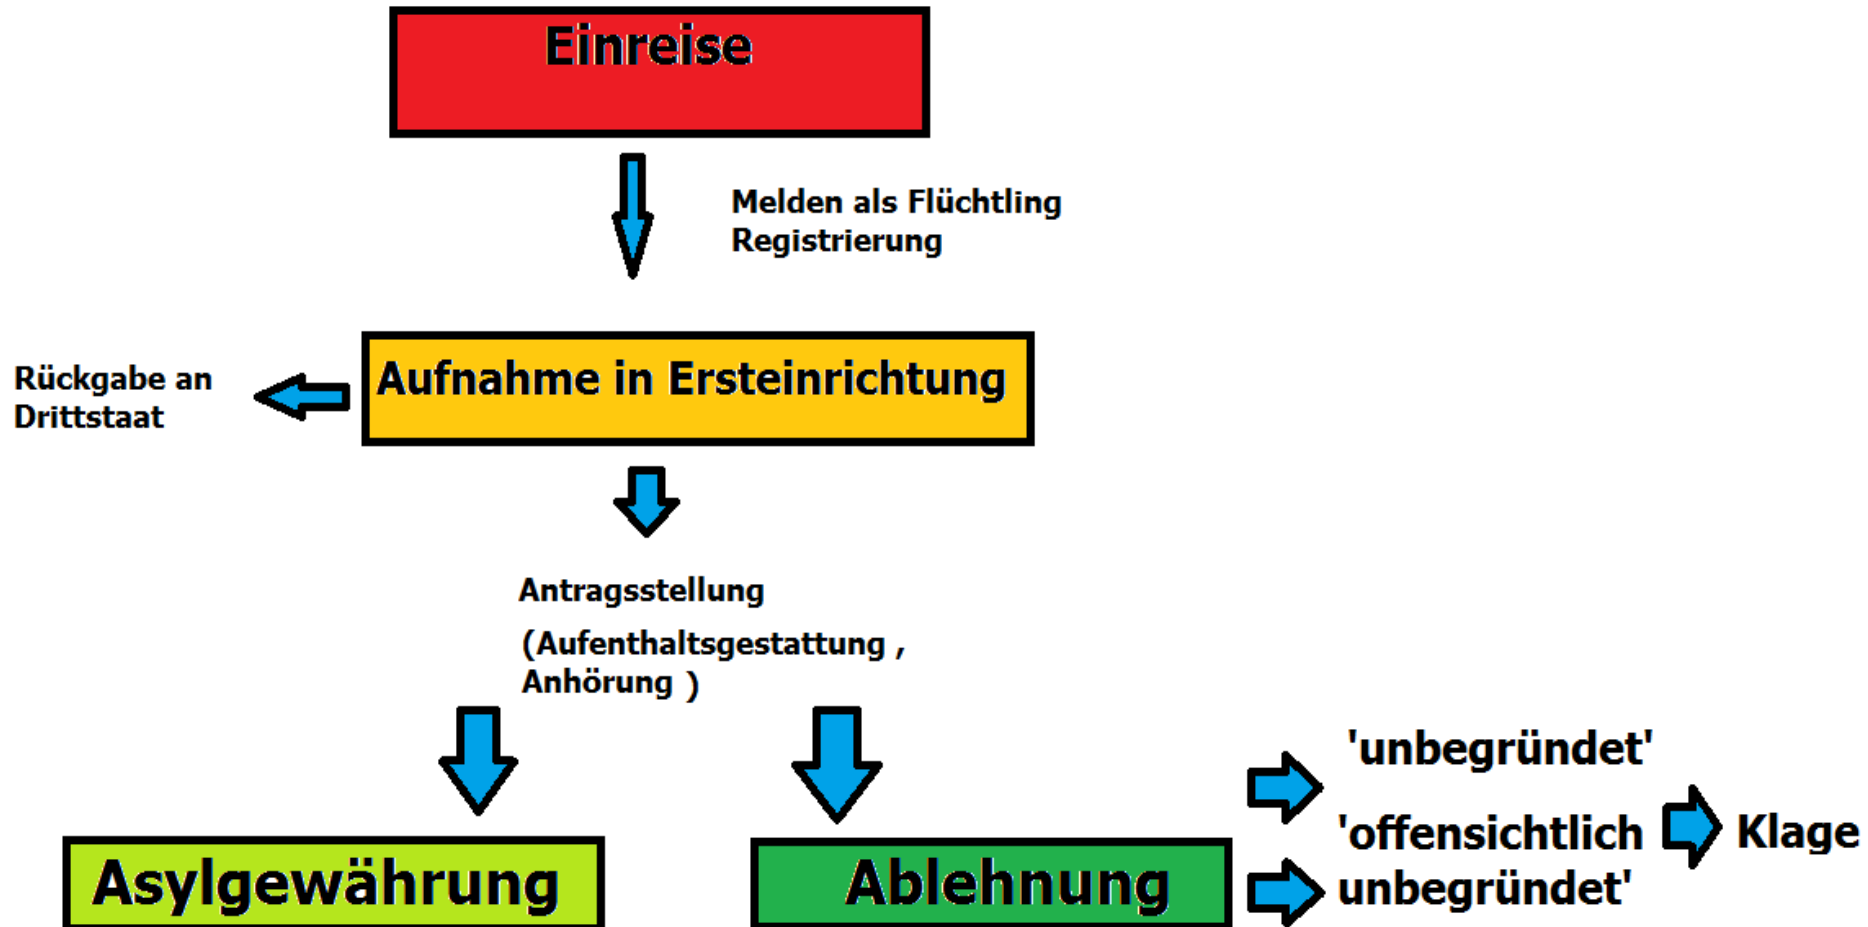 Einreise
Melden als Flüchtling
Registrierung
Aufnahme in Ersteinrichtung
Rückgabe an
Drittstaat
Antragsstellung
(Aufenthaltsgestattung ,
Anhörung )
'unbegründet'
'offensichtlich
unbegründet'
Klage
Asylgewährung
Ablehnung